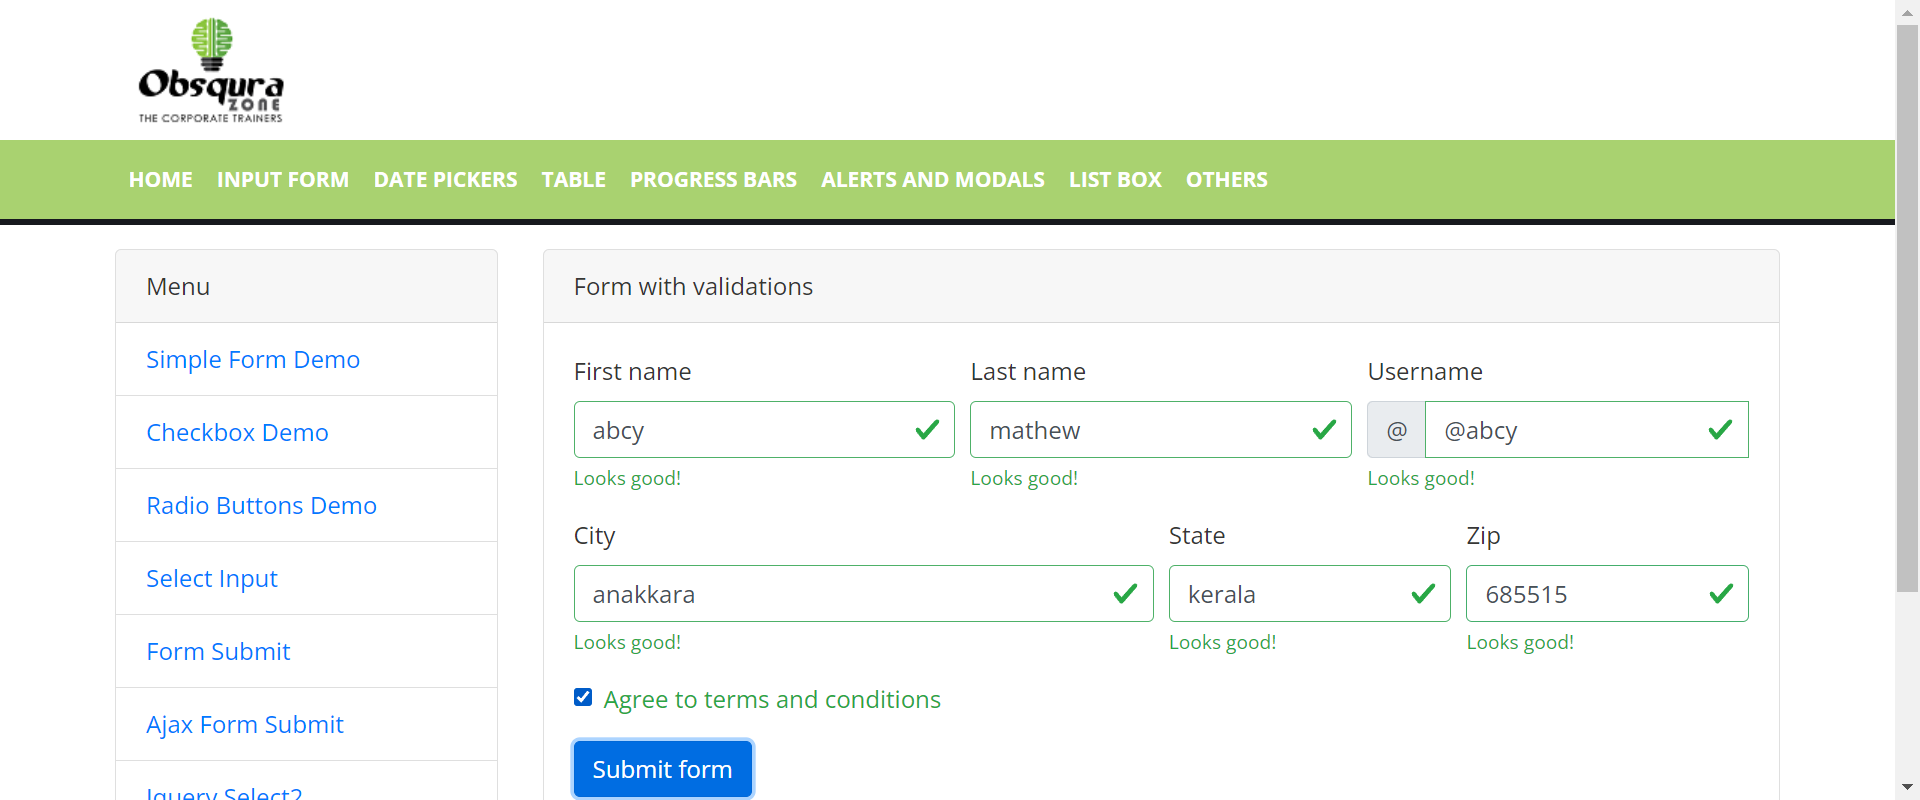 Obsqura
ZONE
THE CORPORATE TRAINERS
HOME INPUT FORM DATE PICKERS TABLE PROGRESS BARS ALERTS AND MODALS LIST BOX OTHERS
Menu
Simple Form Demo
Checkbox Demo
Radio Buttons Demo
Select Input
Form Submit
Ajax Form Submit
Jquery Select2
Form with validations
First name Last name Username
abcy mathew @ @abcy
Looks good! Looks good! Looks good!
City State Zip
anakkara kerala 685515
Looks good! Looks good! Looks good!
Agree to terms and conditions
Submit form